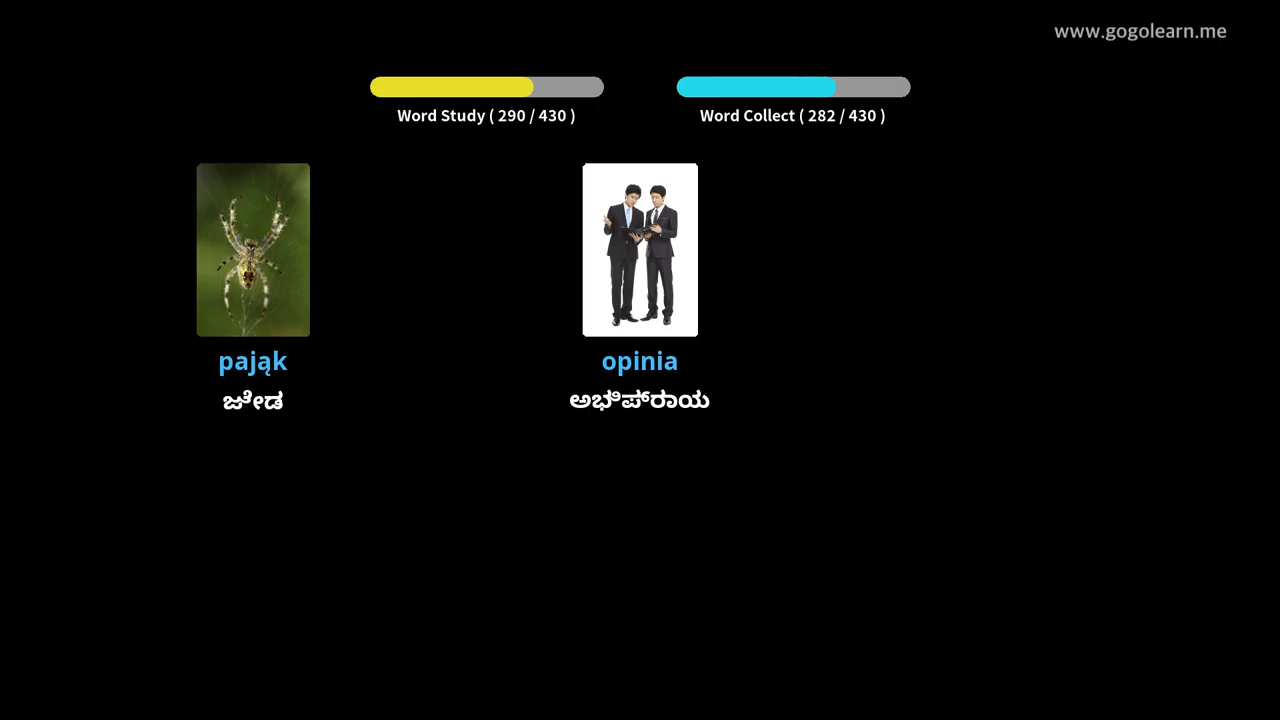 www.gogolearn.me
Word Study ( 290 / 430 )
Word Collect ( 282 / 430 )
pająk
ಜೇಡ
opinia
ಅಭಿಪ್ರಾಯ